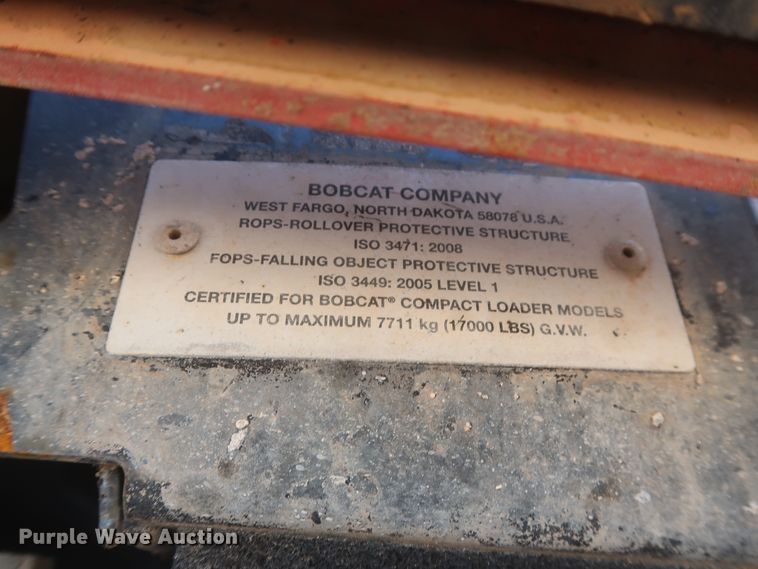 BOBCAT COMPANY
WEST FARGO, NORTH DAKOTA 58078 U.S.A.
ROPS-ROLLOVER PROTECTIVE STRUCTURE
ISO 3471: 2008
FOPS-FALLING OBJECT PROTECTIVE STRUCTURE
ISO 3449: 2005 LEVEL 1
CERTIFIED FOR BOBCAT® COMPACT LOADER MODELS
UP TO MAXIMUM 7711 kg (17000 LBS) G.V.W.
Purple Wave Auction